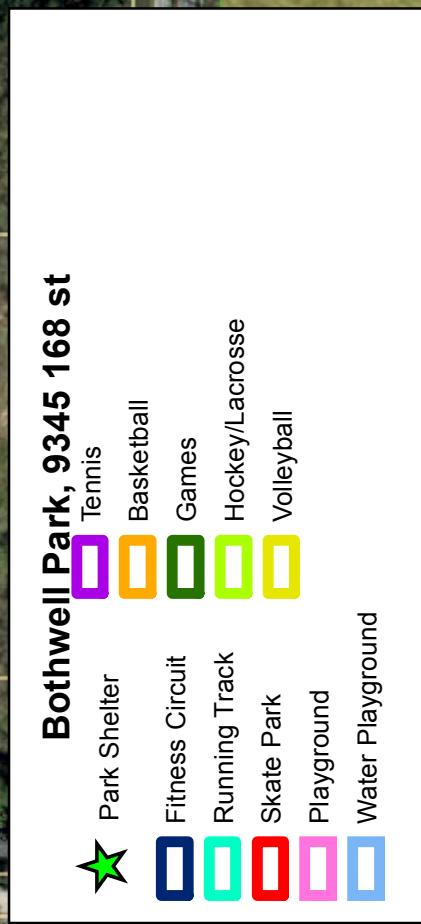 Bothwell Park, 9345 168 st
Park Shelter
Fitness Circuit
Running Track
Skate Park
Playground
Water Playground
Tennis
Basketball
Games
Hockey/Lacrosse
Volleyball